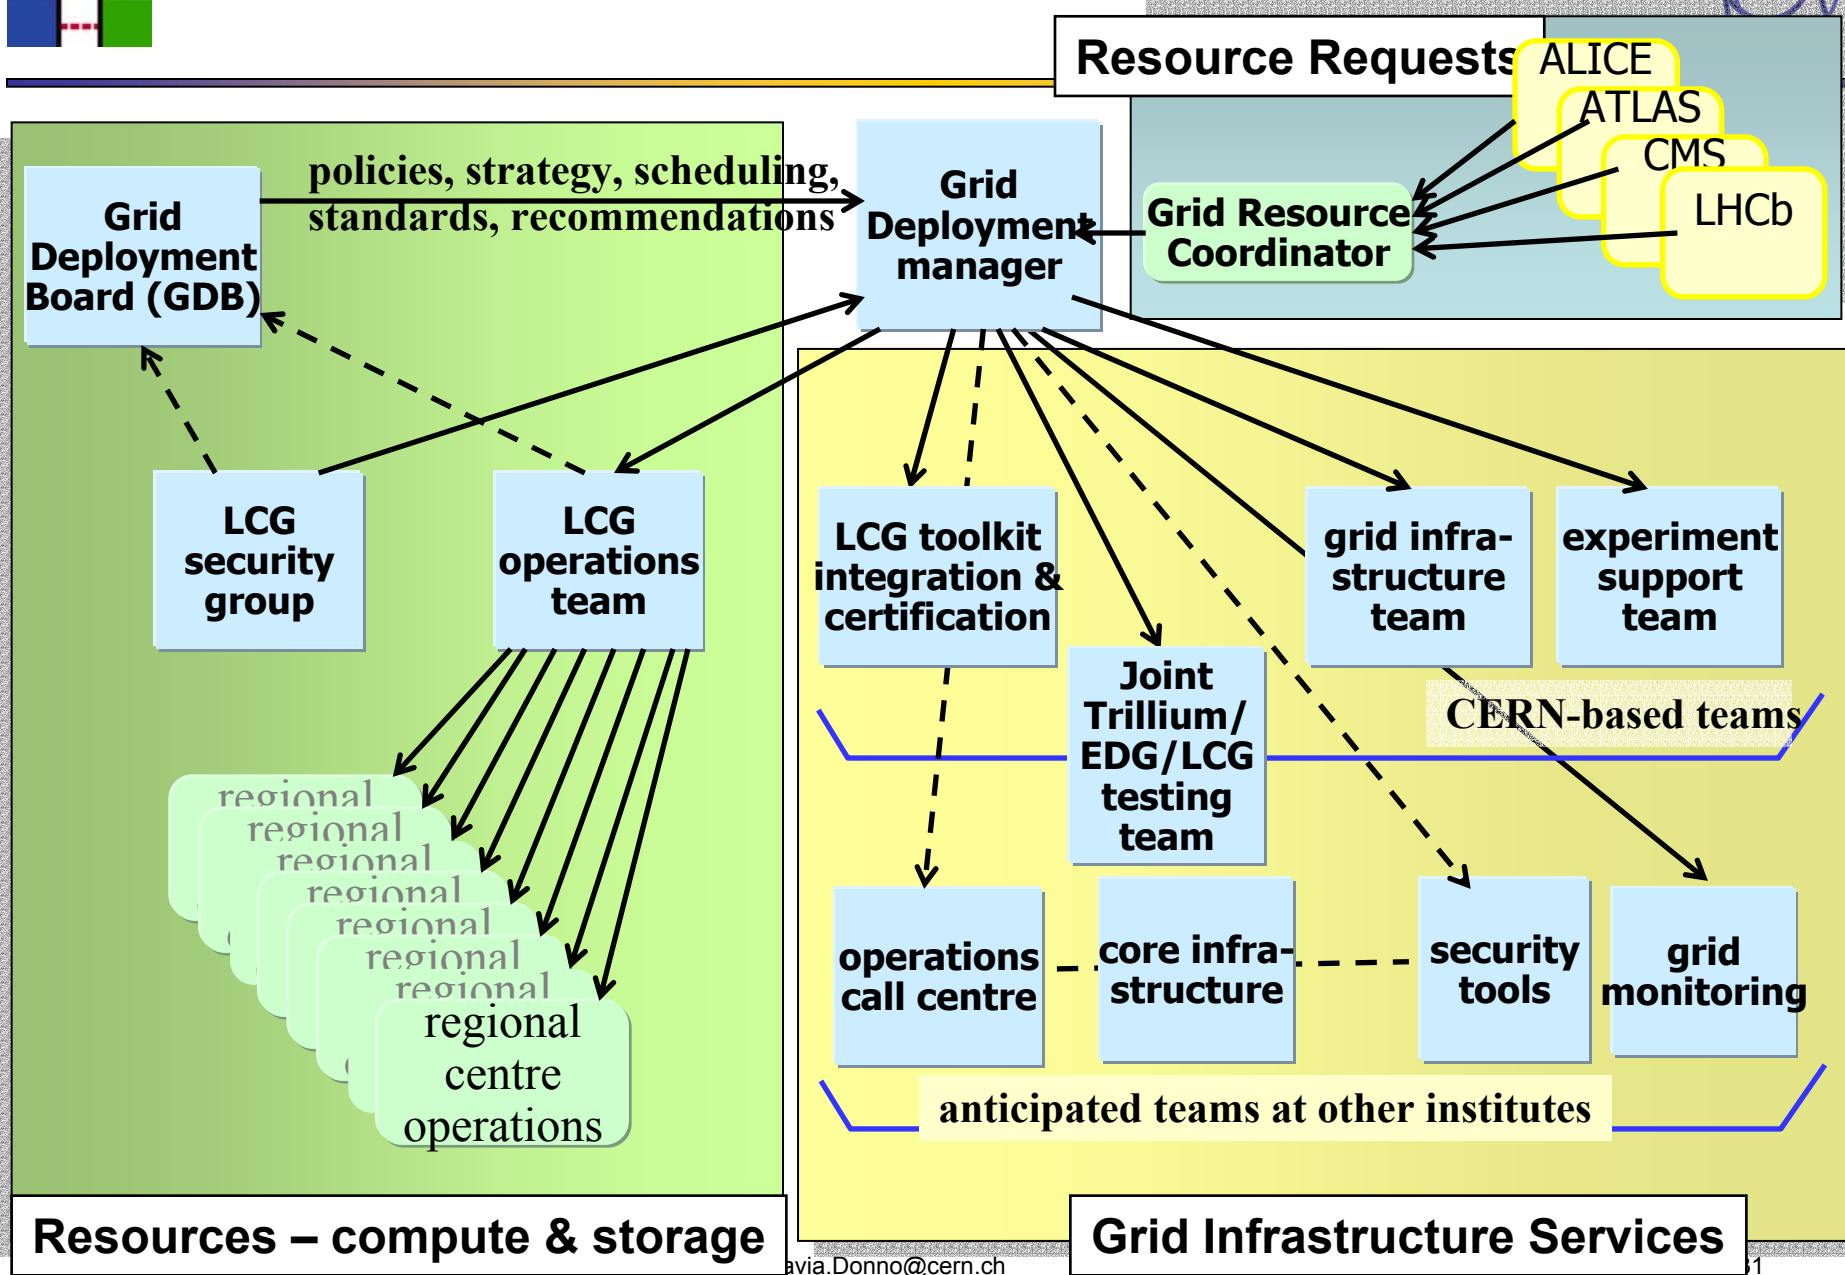 Resource Requests
ALICE
ATLAS
CMS
LHCb
policies, strategy, scheduling,
standards, recommendations
Grid
Deployment
Board (GDB)
Grid
Deployment
manager
Grid Resource
Coordinator
LCG
security
group
LCG
operations
team
LCG toolkit
integration &
certification
grid infra-
structure
team
experiment
support
team
Joint
Trillium/
EDG/LCG
testing
team
CERN-based teams
regional
regional
regional
regional
regional
regional
regional
regional
centre
operations
operations
call centre
core infra-
structure
security
tools
grid
monitoring
anticipated teams at other institutes
Resources – compute & storage
Grid Infrastructure Services
avia.Donno@cern.ch